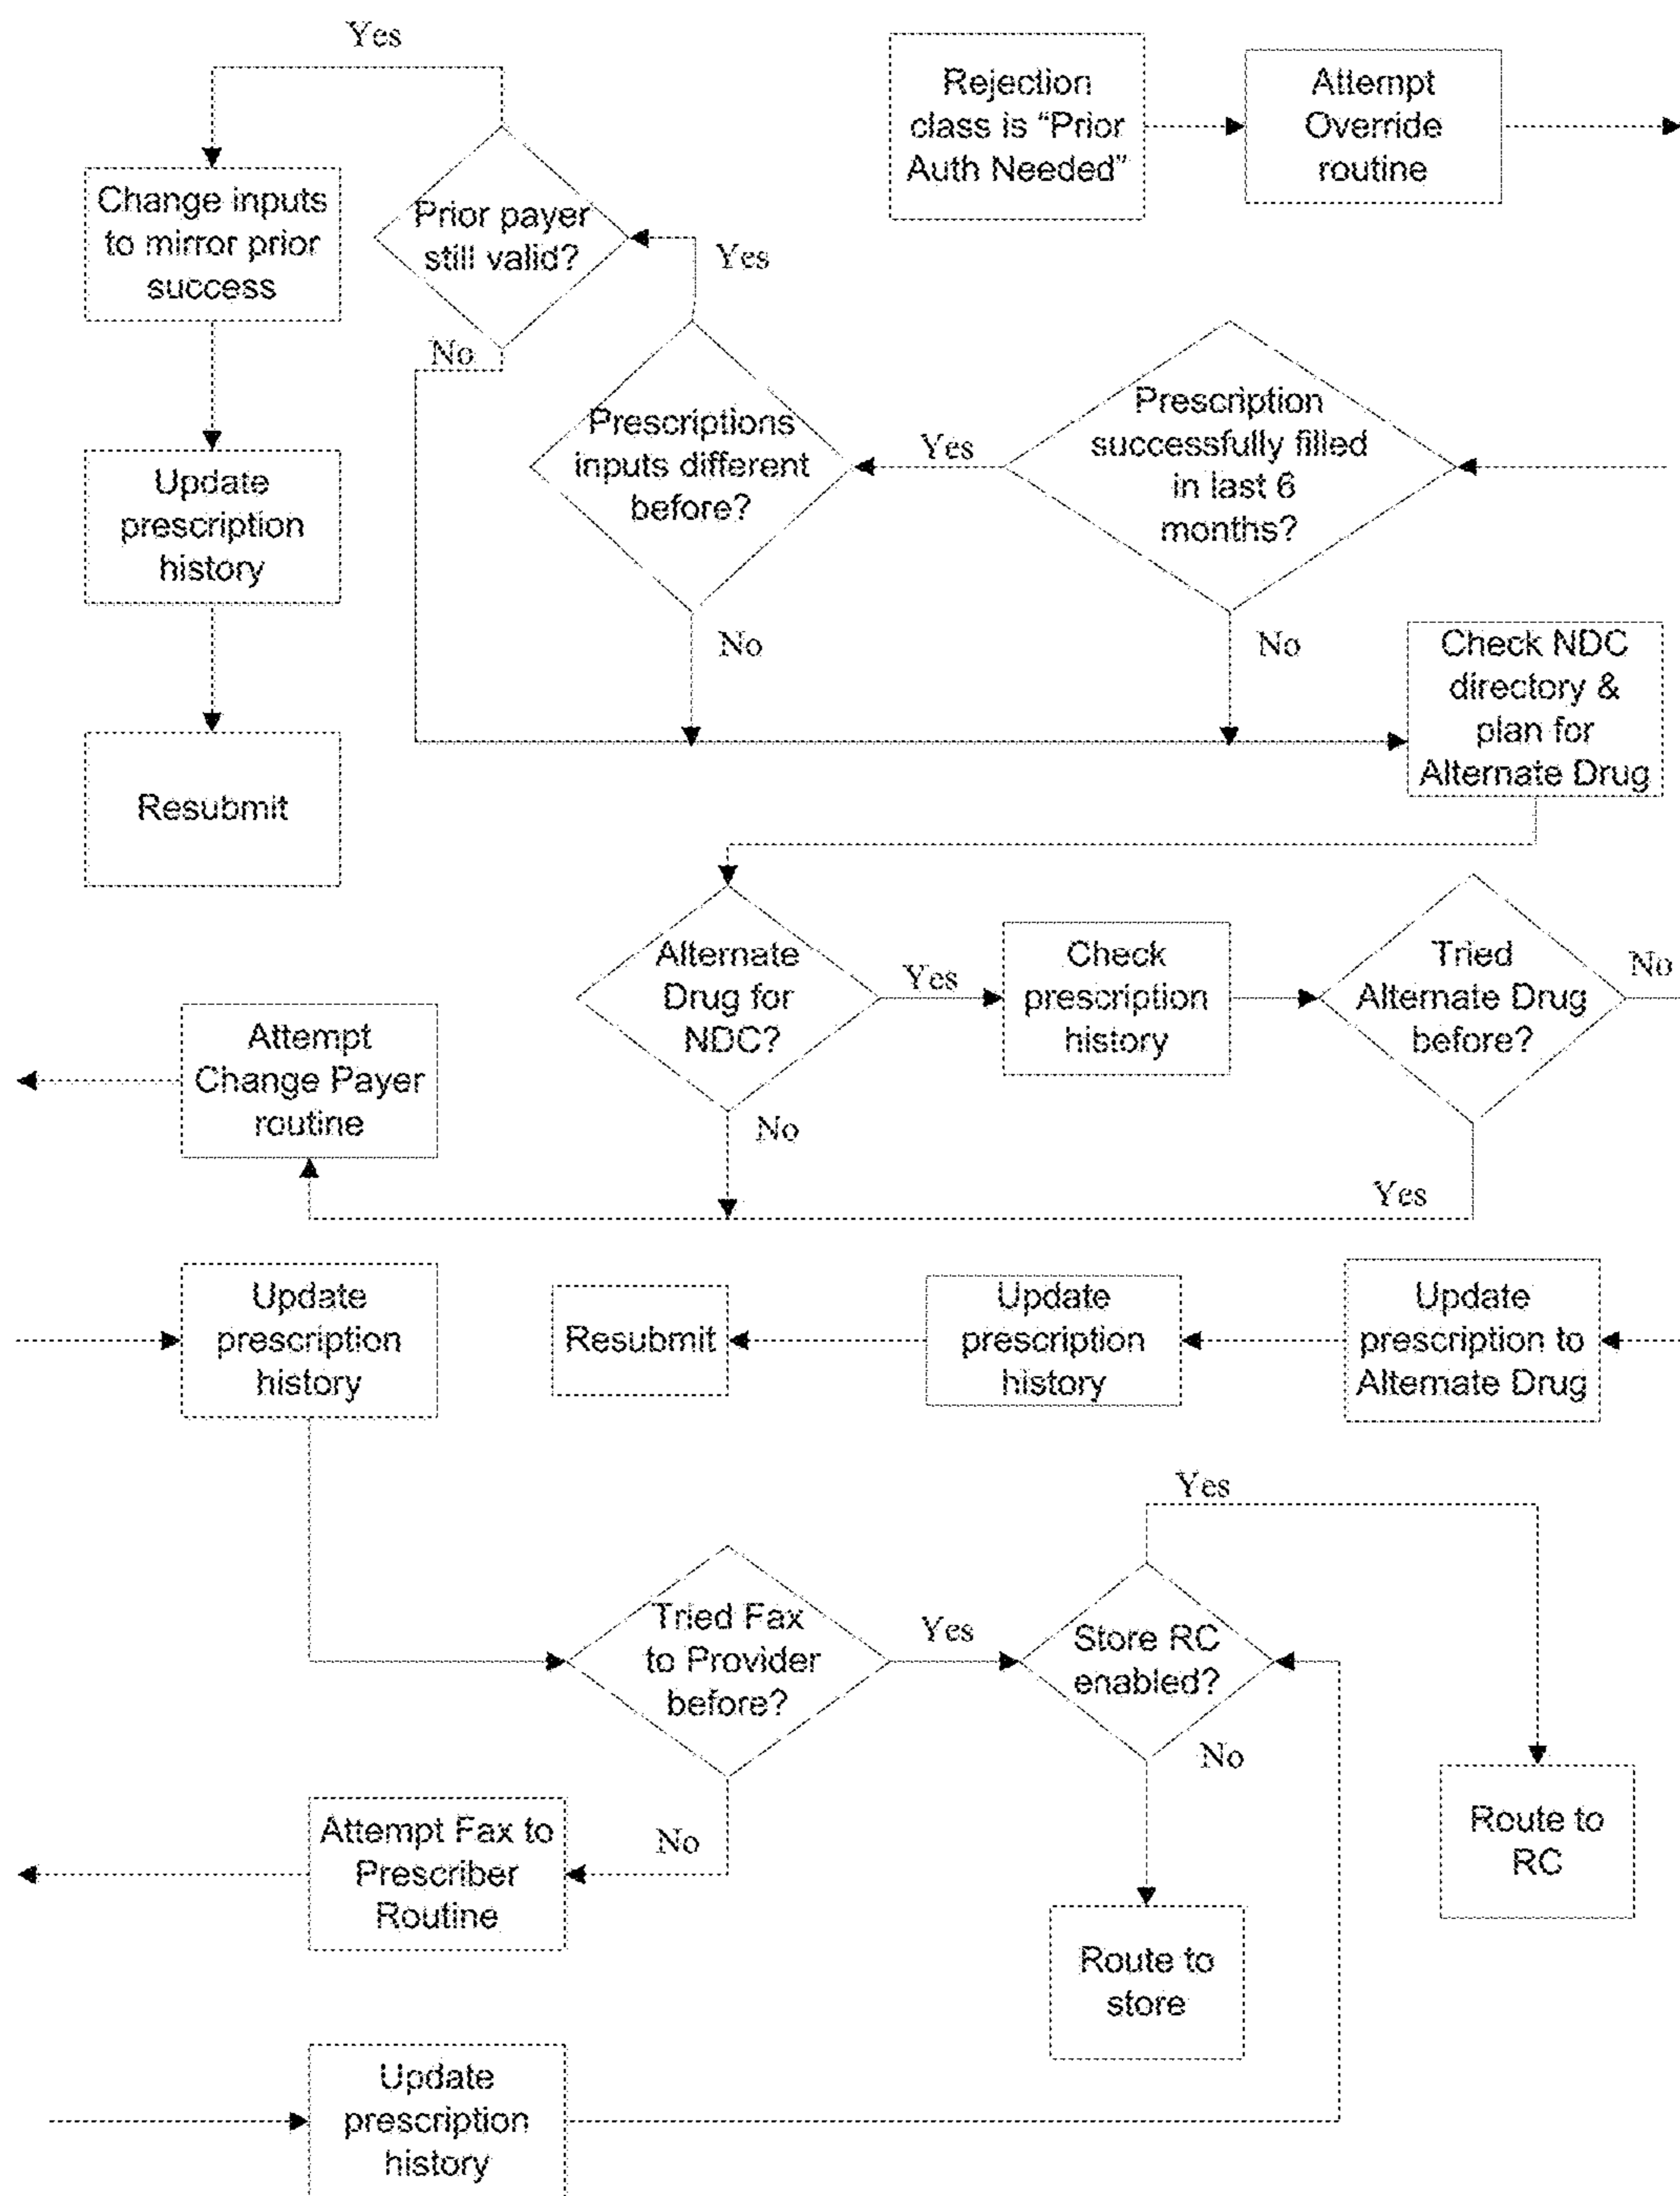 Yes
Rejection
class is “Prior
Auth Needed”
Attempt
Override
routine
Change inputs
to mirror prior
success
Prior payer
still valid?
Yes
No
Prescriptions
inputs different
before?
Yes
Prescription
successfully filled
in last 6
months?
Update
prescription
history
No
No
Check NDC
directory &
plan for
Alternate Drug
Resubmit
Alternate
Drug for
NDC?
Yes
Check
prescription
history
Tried
Alternate Drug
before?
No
Attempt
Change Payer
routine
No
Yes
Update
prescription
history
Resubmit
Update
prescription
history
Update
prescription to
Alternate Drug
Yes
Tried Fax
to Provider
before?
Yes
Store RC
enabled?
No
Attempt Fax to
Prescriber
Routine
No
Route to
RC
Route to
store
Update
prescription
history